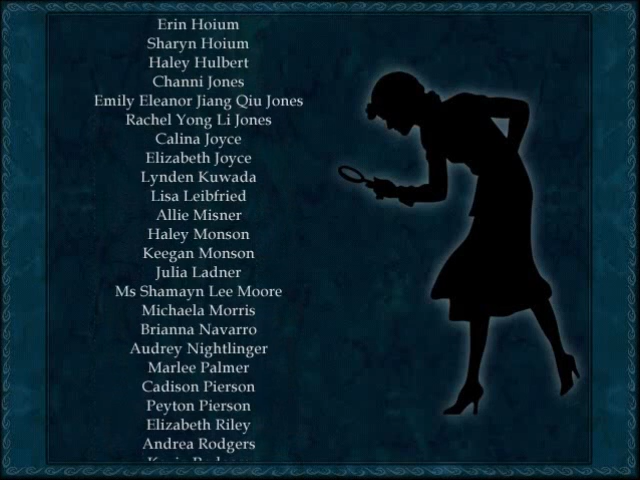 Erin Hoium
Sharyn Hoium
Haley Hulbert
Channi Jones
Emily Eleanor Jiang Qiu Jones
Rachel Yong Li Jones
Calina Joyce
Elizabeth Joyce
Lynden Kuwada
Lisa Leibfried
Allie Misner
Haley Monson
Keegan Monson
Julia Ladner
Ms Shamayn Lee Moore
Michaela Morris
Brianna Navarro
Audrey Nightlinger
Marlee Palmer
Cadison Pierson
Peyton Pierson
Elizabeth Riley
Andrea Rodgers